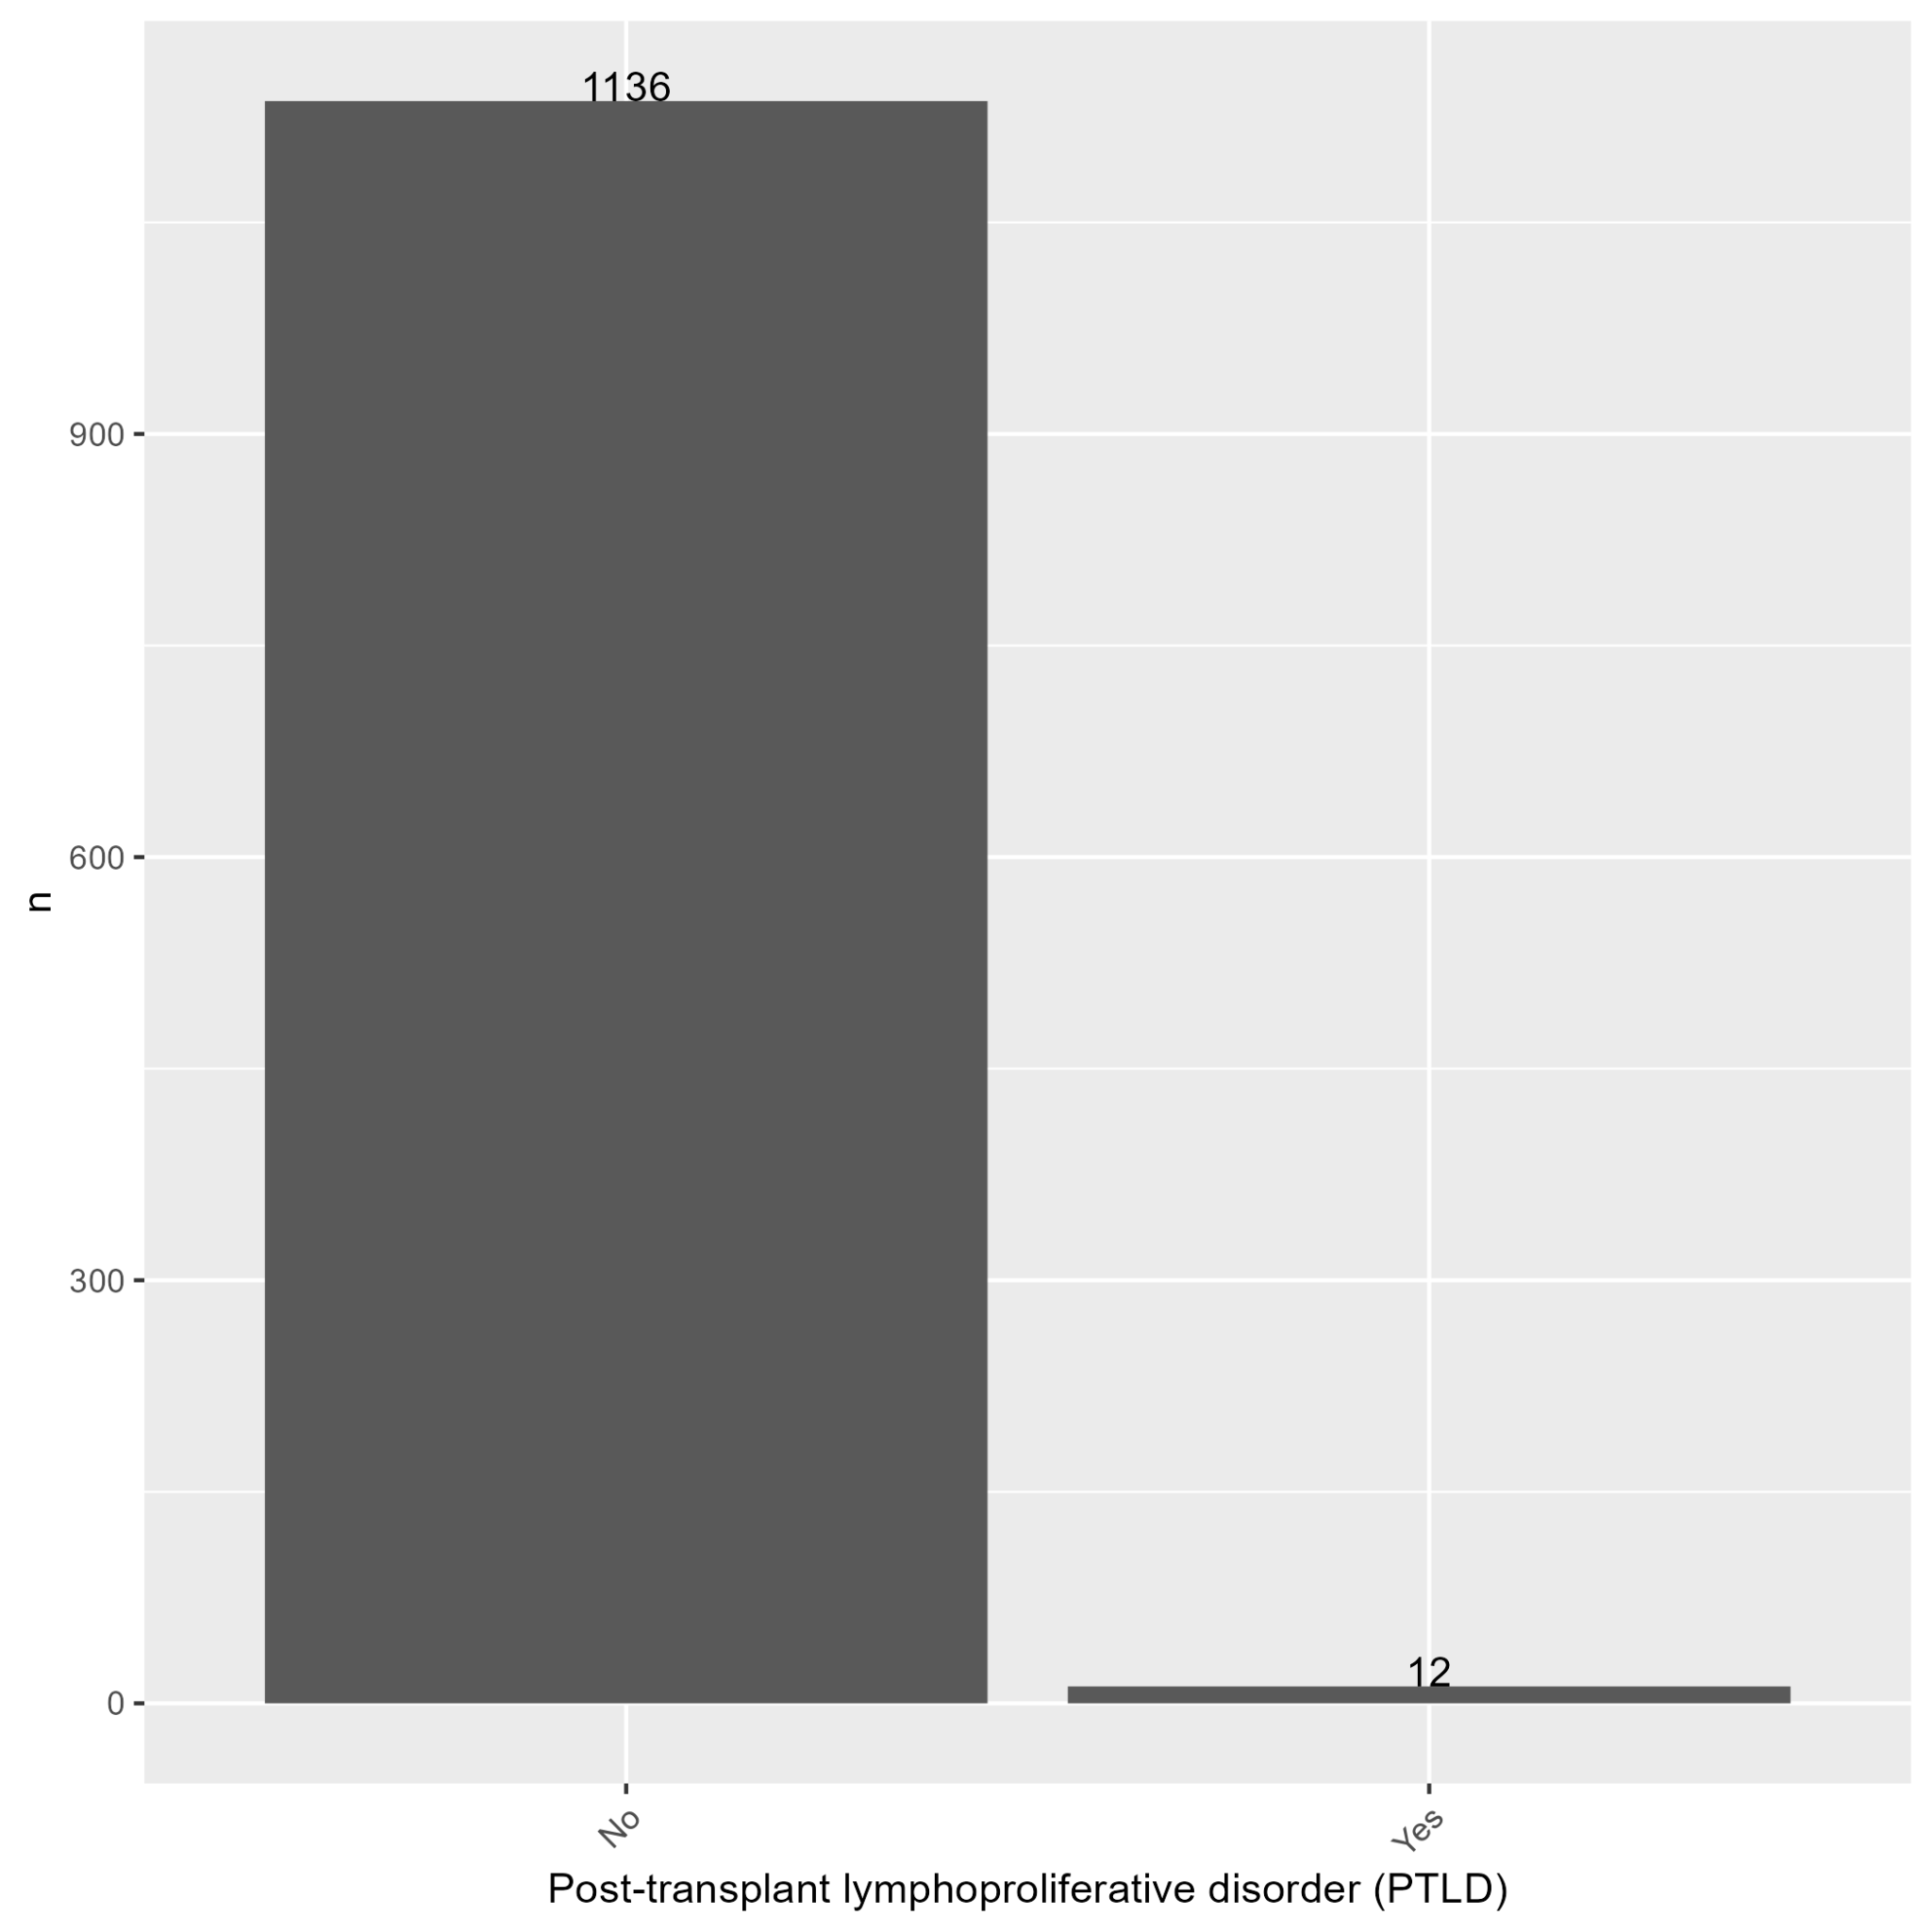 1136
900
600
n
300
12
0
No
Yes
Post-transplant lymphoproliferative disorder (PTLD)